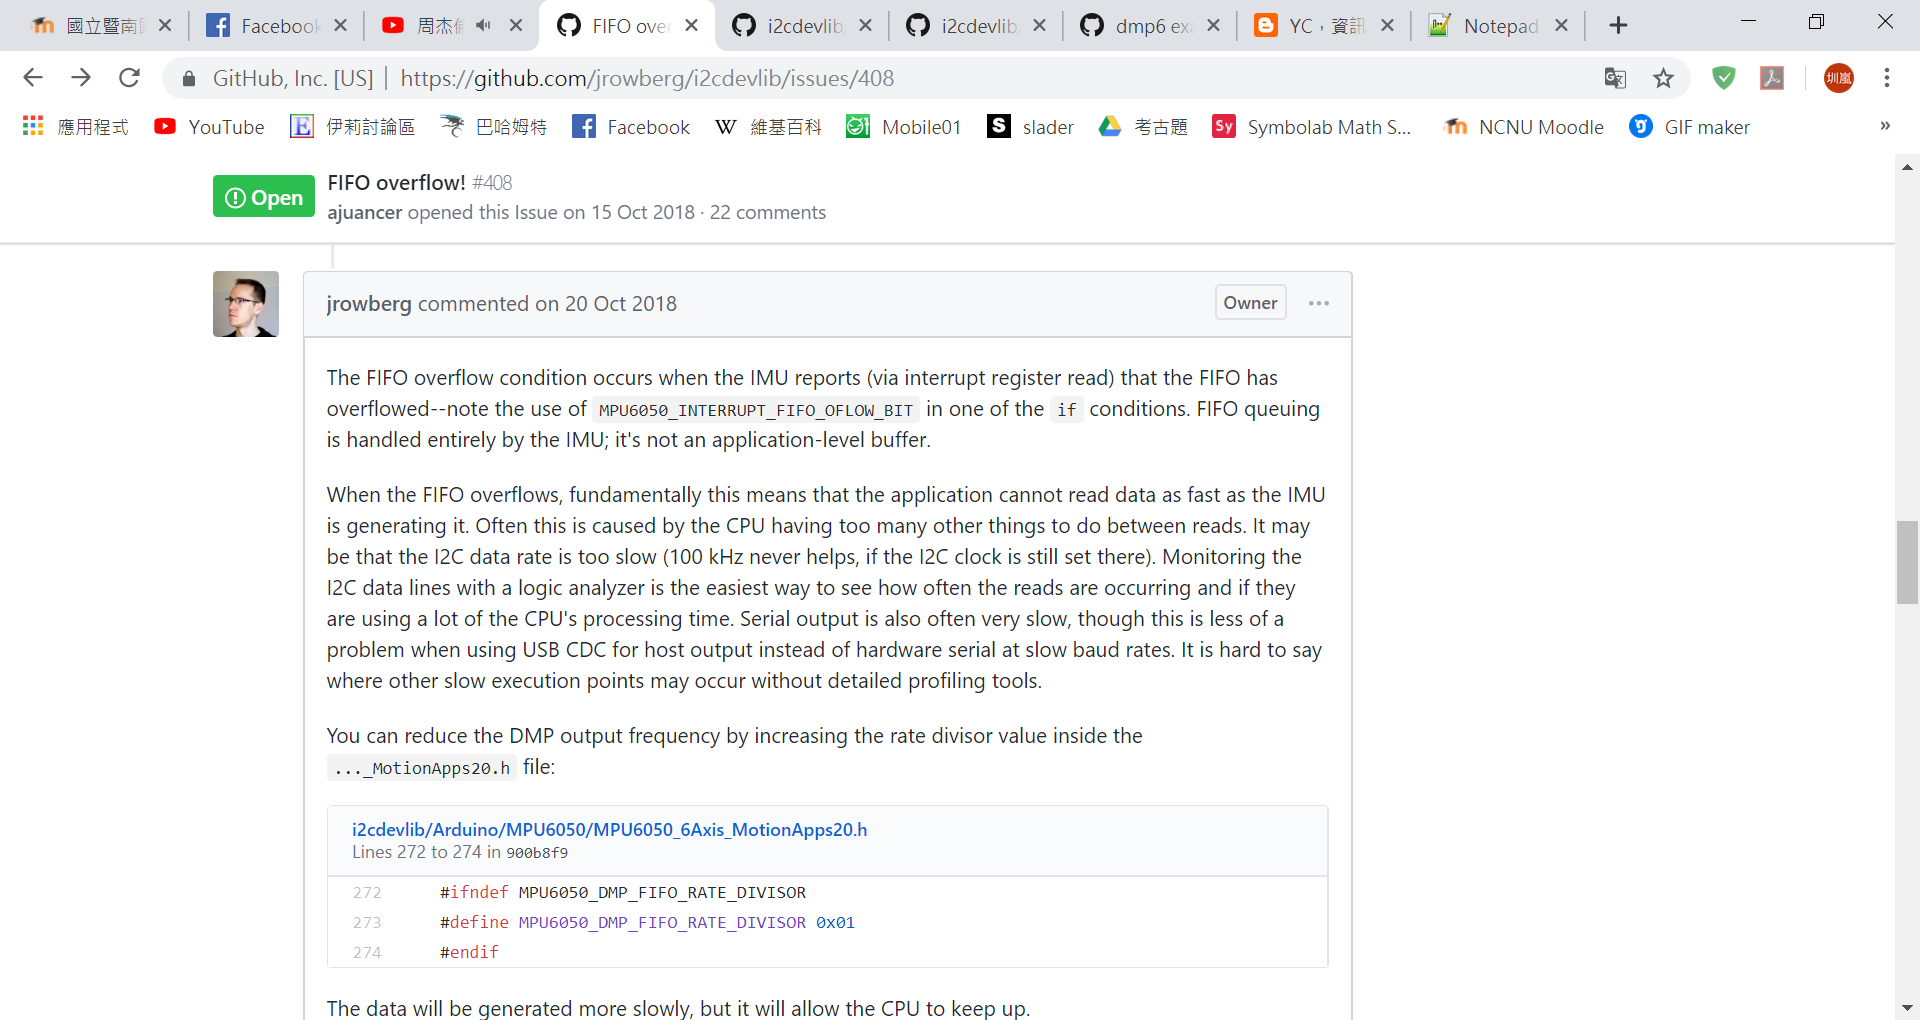 國立暨南
Facebook
周杰倫
FIFO over
i2cdevlib
i2cdevlib
dmp6 exa
YC，資訊
Notepad
GitHub, Inc. [US] | https://github.com/jrowberg/i2cdevlib/issues/408
圳嵐
應用程式
YouTube
伊莉討論區
巴哈姆特
Facebook
W 維基百科
Mobile01
slader
考古題
Sy Symbolab Math S...
NCNU Moodle
GIF maker
»
Open
FIFO overflow! #408
ajuancer opened this Issue on 15 Oct 2018 · 22 comments
jrowberg commented on 20 Oct 2018
Owner
The FIFO overflow condition occurs when the IMU reports (via interrupt register read) that the FIFO has
overflowed--note the use of MPU6050_INTERRUPT_FIFO_OFLOW_BIT in one of the if conditions. FIFO queuing
is handled entirely by the IMU; it's not an application-level buffer.
When the FIFO overflows, fundamentally this means that the application cannot read data as fast as the IMU
is generating it. Often this is caused by the CPU having too many other things to do between reads. It may
be that the I2C data rate is too slow (100 kHz never helps, if the I2C clock is still set there). Monitoring the
I2C data lines with a logic analyzer is the easiest way to see how often the reads are occurring and if they
are using a lot of the CPU's processing time. Serial output is also often very slow, though this is less of a
problem when using USB CDC for host output instead of hardware serial at slow baud rates. It is hard to say
where other slow execution points may occur without detailed profiling tools.
You can reduce the DMP output frequency by increasing the rate divisor value inside the
..._MotionApps20.h file:
i2cdevlib/Arduino/MPU6050/MPU6050_6Axis_MotionApps20.h
Lines 272 to 274 in 900b8f9
272 #ifndef MPU6050_DMP_FIFO_RATE_DIVISOR
273 #define MPU6050_DMP_FIFO_RATE_DIVISOR 0x01
274 #endif
The data will be generated more slowly, but it will allow the CPU to keep up.